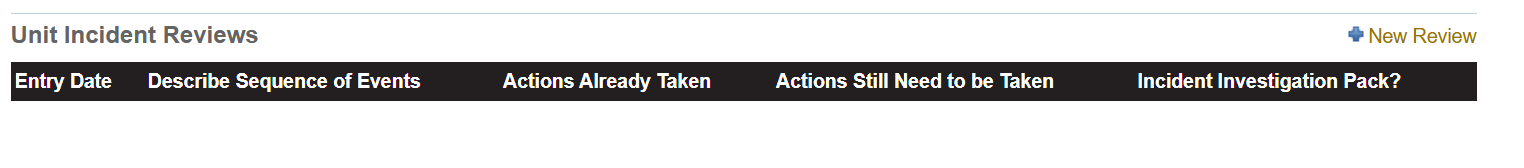 Unit Incident Reviews
New Review
Entry Date Describe Sequence of Events Actions Already Taken Actions Still Need to be Taken Incident Investigation Pack?